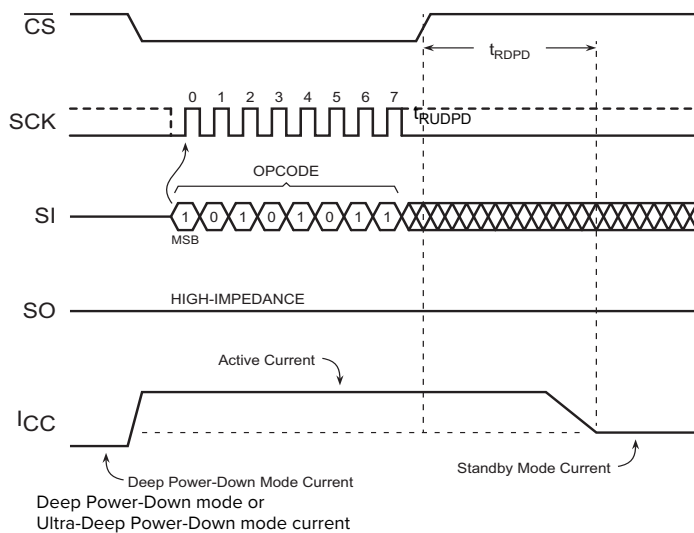 CS
tRDPD
0 1 2 3 4 5 6 7
SCK
tRUDPD
OPCODE
SI
1 0 1 0 1 0 1 1
MSB
SO
HIGH-IMPEDANCE
Active Current
ICC
Deep Power-Down Mode Current
Standby Mode Current
Deep Power-Down mode or
Ultra-Deep Power-Down mode current